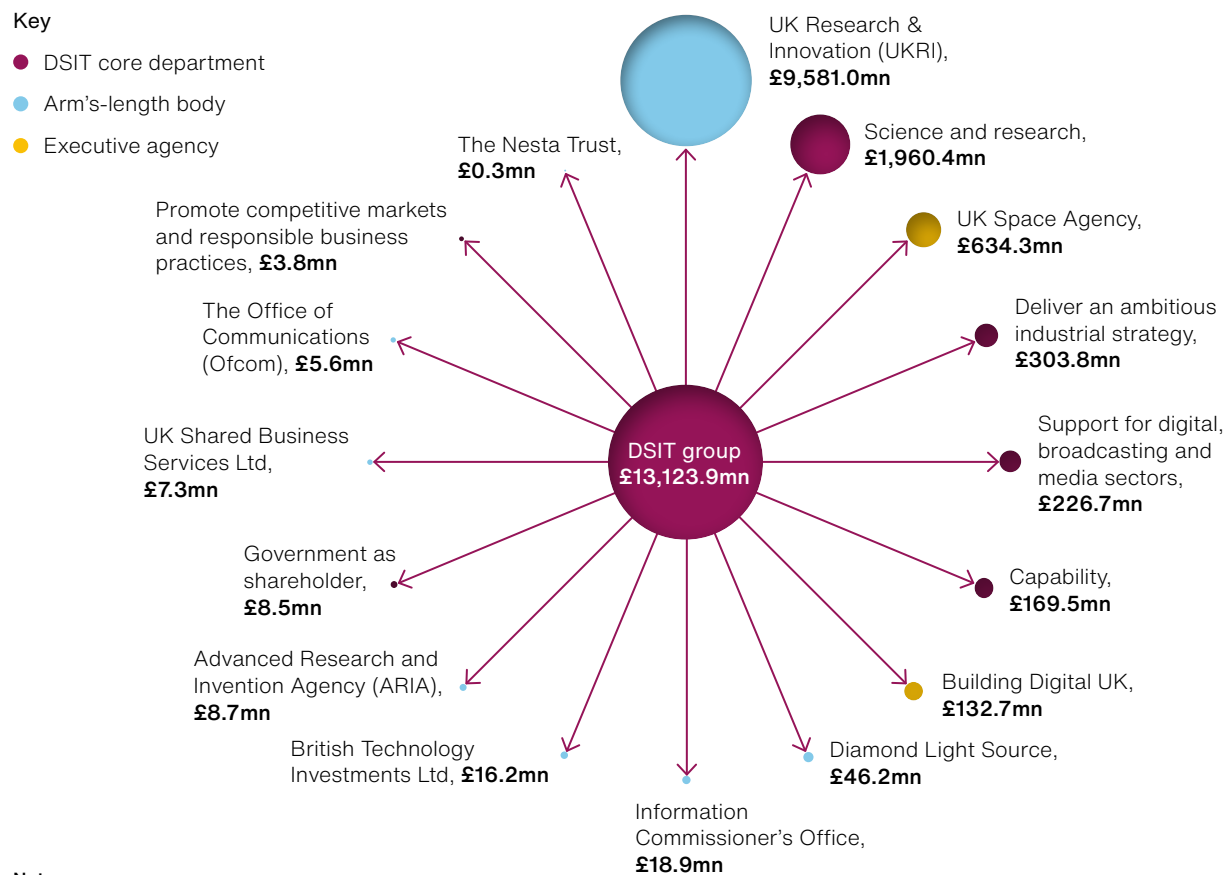 Key
DSIT core department
Arm's-length body
Executive agency
UK Research &
Innovation (UKRI),
£9,581.0mn
Science and research,
£1,960.4mn
UK Space Agency,
£634.3mn
Deliver an ambitious
industrial strategy,
£303.8mn
Support for digital,
broadcasting and
media sectors,
£226.7mn
Capability,
£169.5mn
Building Digital UK,
£132.7mn
Diamond Light Source,
£46.2mn
Information
Commissioner's Office,
£18.9mn
British Technology
Investments Ltd, £16.2mn
Advanced Research and
Invention Agency (ARIA),
£8.7mn
Government as
shareholder,
£8.5mn
UK Shared Business
Services Ltd,
£7.3mn
The Office of
Communications
(Ofcom), £5.6mn
Promote competitive markets
and responsible business
practices, £3.8mn
The Nesta Trust,
£0.3mn
DSIT group
£13,123.9mn